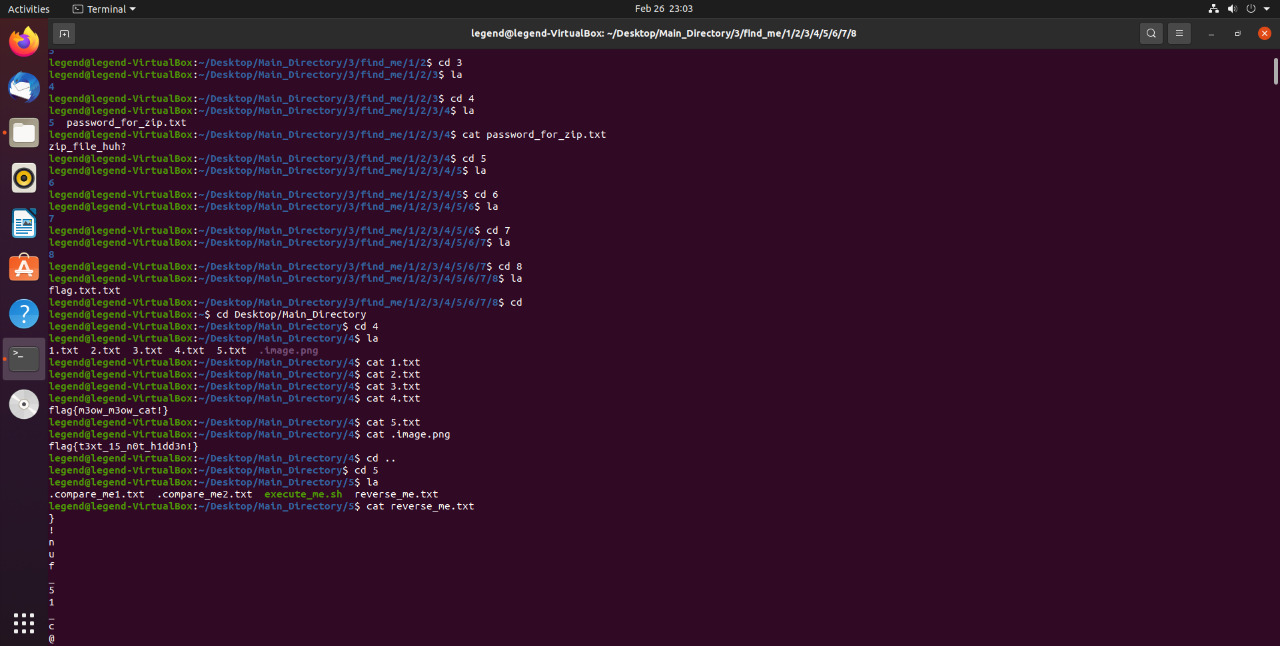 Activities
Terminal
Feb 26 23:03
legend@legend-VirtualBox: ~/Desktop/Main_Directory/3/find_me/1/2/3/4/5/6/7/8
3
legend@legend-VirtualBox:~/Desktop/Main_Directory/3/find_me/1/2$ cd 3
legend@legend-VirtualBox:~/Desktop/Main_Directory/3/find_me/1/2/3$ la
4
legend@legend-VirtualBox:~/Desktop/Main_Directory/3/find_me/1/2/3$ cd 4
legend@legend-VirtualBox:~/Desktop/Main_Directory/3/find_me/1/2/3/4$ la
5  password_for_zip.txt
legend@legend-VirtualBox:~/Desktop/Main_Directory/3/find_me/1/2/3/4$ cat password_for_zip.txt
zip_file_huh?
legend@legend-VirtualBox:~/Desktop/Main_Directory/3/find_me/1/2/3/4$ cd 5
legend@legend-VirtualBox:~/Desktop/Main_Directory/3/find_me/1/2/3/4/5$ la
6
legend@legend-VirtualBox:~/Desktop/Main_Directory/3/find_me/1/2/3/4/5$ cd 6
legend@legend-VirtualBox:~/Desktop/Main_Directory/3/find_me/1/2/3/4/5/6$ la
7
legend@legend-VirtualBox:~/Desktop/Main_Directory/3/find_me/1/2/3/4/5/6$ cd 7
legend@legend-VirtualBox:~/Desktop/Main_Directory/3/find_me/1/2/3/4/5/6/7$ la
8
legend@legend-VirtualBox:~/Desktop/Main_Directory/3/find_me/1/2/3/4/5/6/7$ cd 8
legend@legend-VirtualBox:~/Desktop/Main_Directory/3/find_me/1/2/3/4/5/6/7/8$ la
flag.txt.txt
legend@legend-VirtualBox:~/Desktop/Main_Directory/3/find_me/1/2/3/4/5/6/7/8$ cd
legend@legend-VirtualBox:~$ cd Desktop/Main_Directory
legend@legend-VirtualBox:~/Desktop/Main_Directory$ cd 4
legend@legend-VirtualBox:~/Desktop/Main_Directory/4$ la
1.txt  2.txt  3.txt  4.txt  5.txt  .image.png
legend@legend-VirtualBox:~/Desktop/Main_Directory/4$ cat 1.txt
legend@legend-VirtualBox:~/Desktop/Main_Directory/4$ cat 2.txt
legend@legend-VirtualBox:~/Desktop/Main_Directory/4$ cat 3.txt
legend@legend-VirtualBox:~/Desktop/Main_Directory/4$ cat 4.txt
flag{m3ow_m3ow_cat!}
legend@legend-VirtualBox:~/Desktop/Main_Directory/4$ cat 5.txt
legend@legend-VirtualBox:~/Desktop/Main_Directory/4$ cat .image.png
flag{t3xt_15_n0t_h1dd3n!}
legend@legend-VirtualBox:~/Desktop/Main_Directory/4$ cd ..
legend@legend-VirtualBox:~/Desktop/Main_Directory$ cd 5
legend@legend-VirtualBox:~/Desktop/Main_Directory/5$ la
.compare_me1.txt  .compare_me2.txt  execute_me.sh  reverse_me.txt
legend@legend-VirtualBox:~/Desktop/Main_Directory/5$ cat reverse_me.txt
}
!
n
u
f
_
5
1
_
c
@